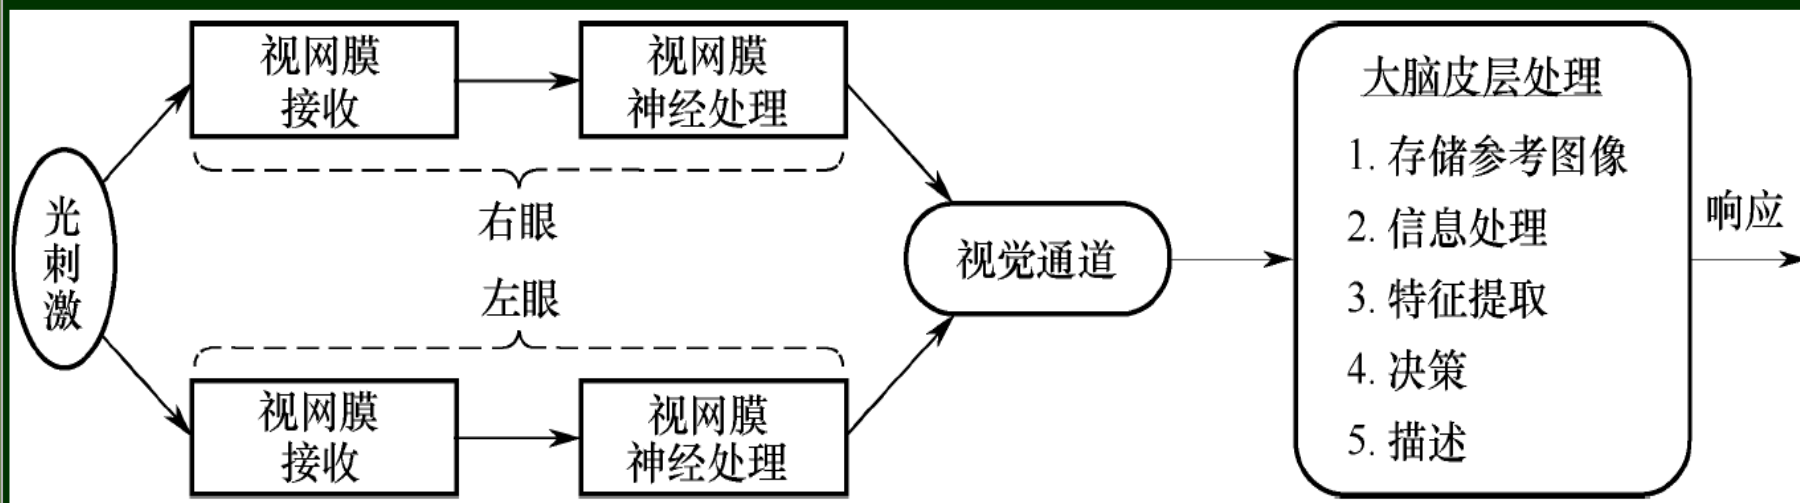 光
刺
激
视网膜
接收
视网膜
神经处理
右眼
左眼
视网膜
接收
视网膜
神经处理
视觉通道
大脑皮层处理
1. 存储参考图像
2. 信息处理
3. 特征提取
4. 决策
5. 描述
响应